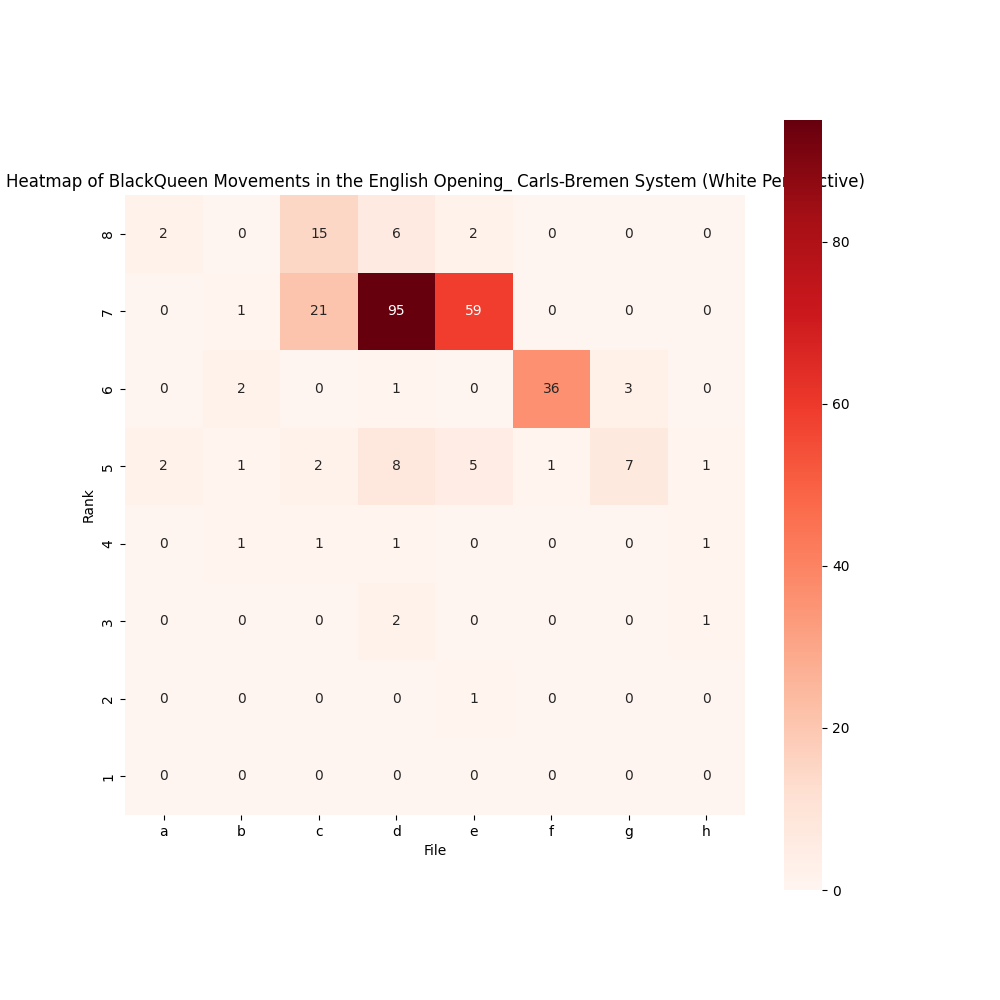 Heatmap of BlackQueen Movements in the English Opening_ Carls-Bremen System (White Per ctive)
8 2 0 15 6 2 0 0 0
7 0 1 21 95 59 0 0 0
6 0 2 0 1 0 36 3 0
5 2 1 2 8 5 1 7 1
4 0 1 1 1 0 0 0 1
3 0 0 0 2 0 0 0 1
2 0 0 0 0 1 0 0 0
1 0 0 0 0 0 0 0 0
a b c d e f g h
File
Rank
80
60
40
20
0